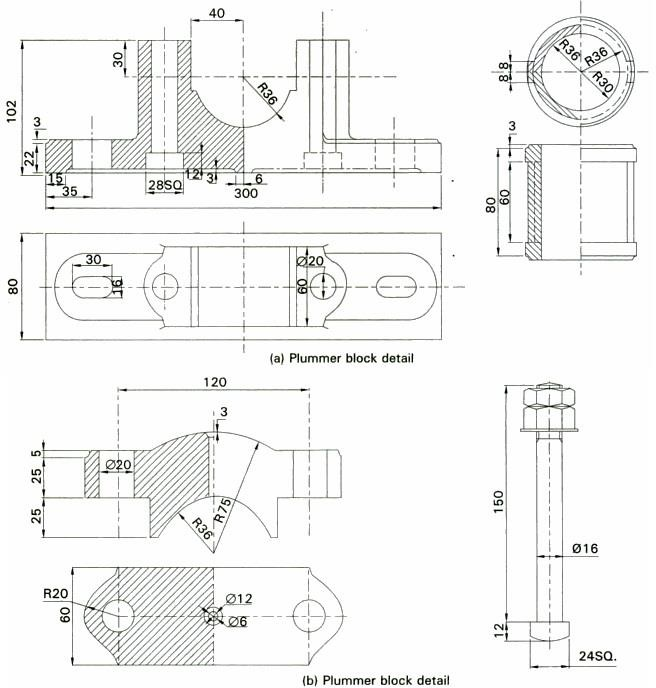 40
30
102
R36
3
22
15
35
28SQ
12
3
6
300
80
30
16
Ø20
60
(a) Plummer block detail
R36
R36
R30
8 8
3
60
80
120
3
5
25
25
Ø20
R36
R75
R20
60
Ø12
Ø6
(b) Plummer block detail
150
Ø16
12
24SQ.